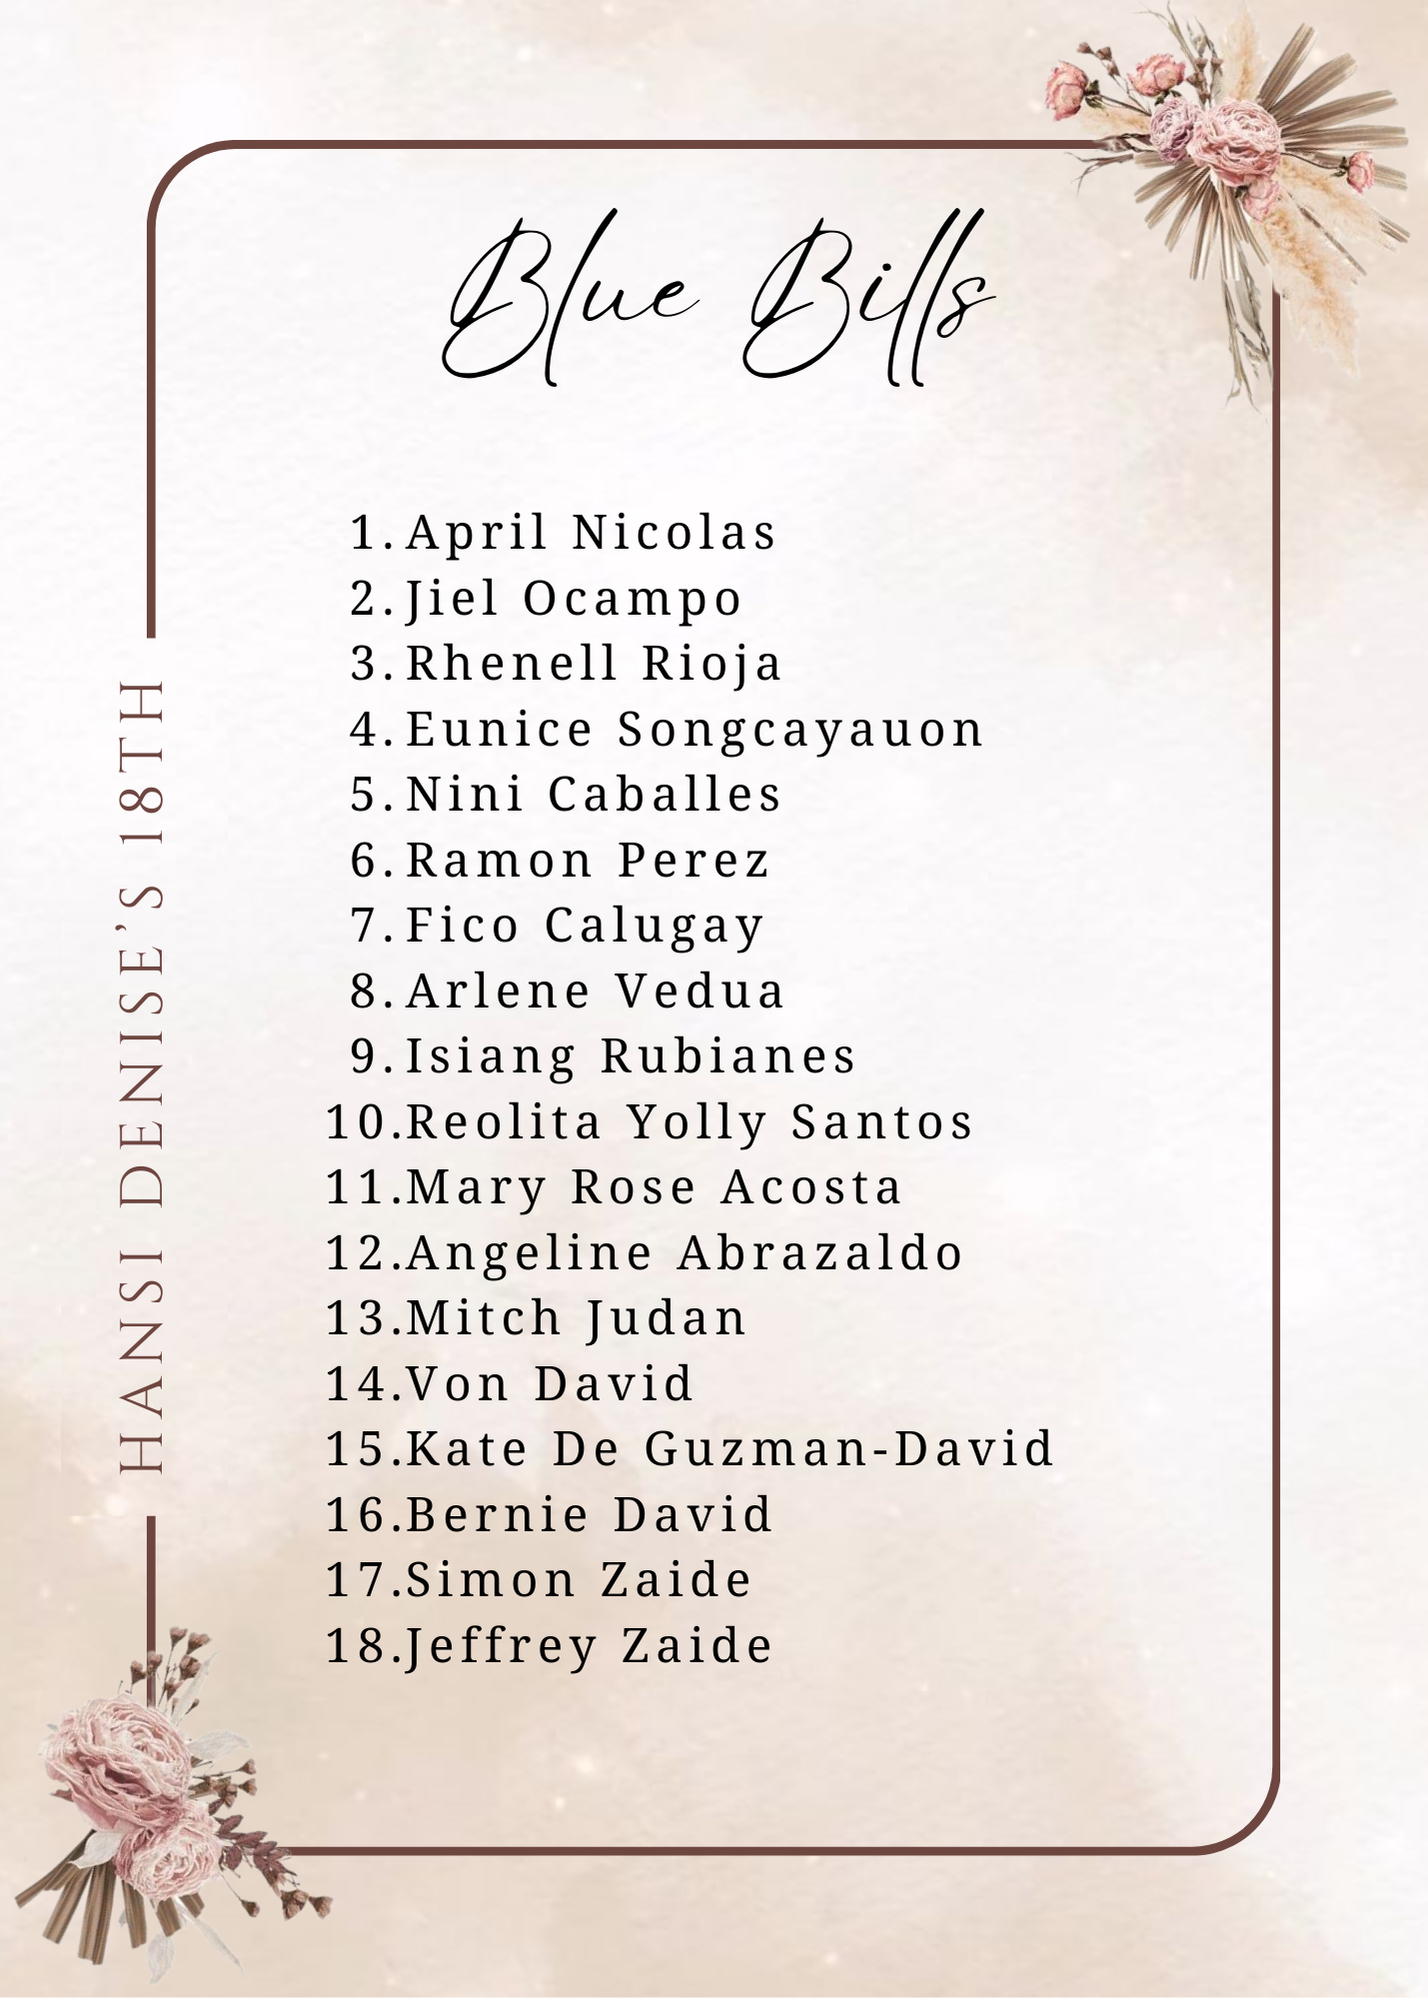 Blue Bills
1. April Nicolas
2. Jiel Ocampo
3. Rhenell Rioja
4. Eunice Songcayauon
5. Nini Caballes
6. Ramon Perez
7. Fico Calugay
8. Arlene Vedua
9. Isiang Rubianes
10. Reolita Yolly Santos
11. Mary Rose Acosta
12. Angeline Abrazaldo
13. Mitch Judan
14. Von David
15. Kate De Guzman-David
16. Bernie David
17. Simon Zaide
18. Jeffrey Zaide
HANSI DENISE'S 18TH